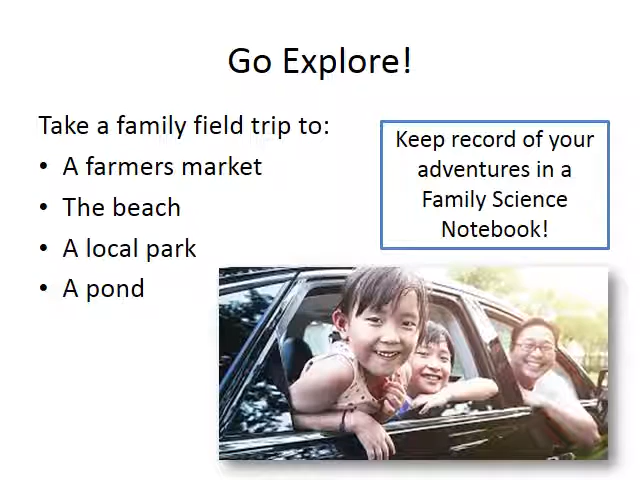 Go Explore!
Take a family field trip to:
• A farmers market
• The beach
• A local park
• A pond
Keep record of your
adventures in a
Family Science
Notebook!